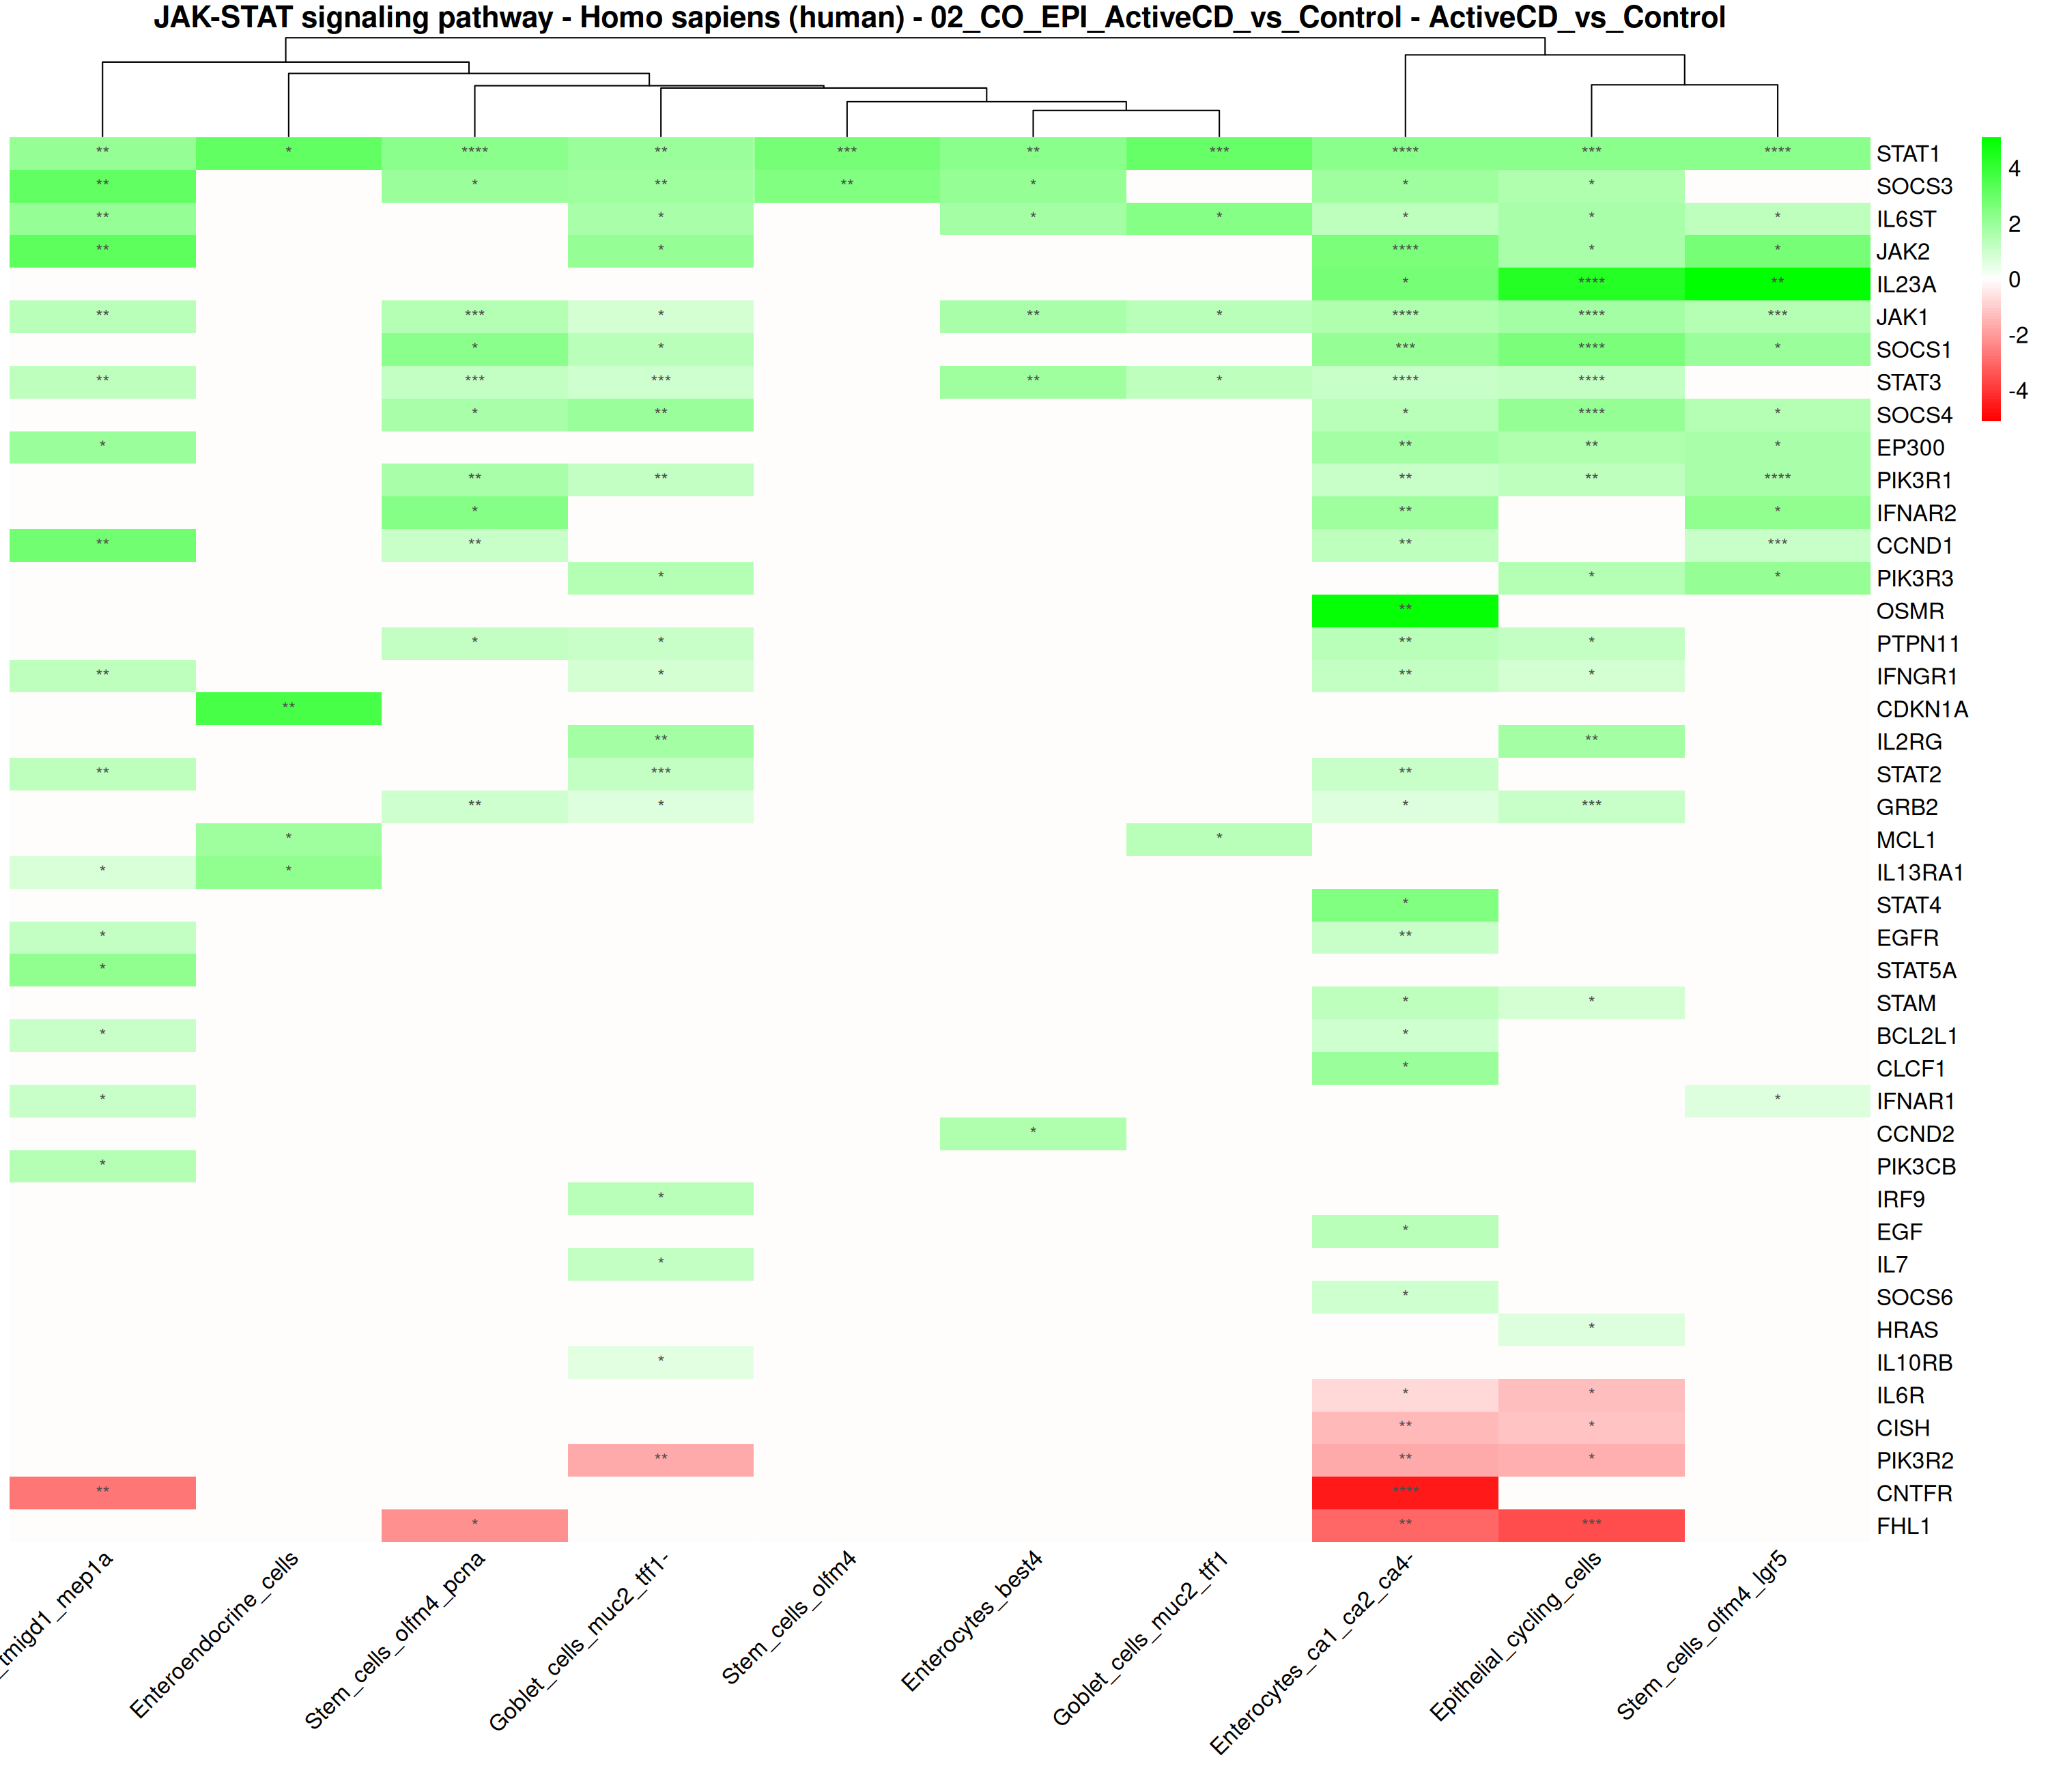 JAK-STAT signaling pathway - Homo sapiens (human) - 02_CO_EPI_ActiveCD_vs_Control - ActiveCD_vs_Control
** * **** ** *** ** *** **** *** **** STAT1
** * ** ** * * * SOCS3
** * * * * * * IL6ST
** * **** * * JAK2
* **** ** IL23A
** *** * ** * **** **** *** JAK1
* * *** **** * SOCS1
** *** *** ** * **** **** STAT3
* ** * **** * SOCS4
* ** ** * EP300
** ** ** ** **** PIK3R1
* ** * IFNAR2
** ** ** *** CCND1
* * * PIK3R3
** OSMR
* * ** * PTPN11
** * ** * IFNGR1
** CDKN1A
** ** IL2RG
** *** ** STAT2
** * * *** GRB2
* * MCL1
* * IL13RA1
* STAT4
* ** EGFR
* STAT5A
* * STAM
* * BCL2L1
* CLCF1
* * IFNAR1
* CCND2
* PIK3CB
* IRF9
* EGF
* IL7
* SOCS6
* HRAS
* IL10RB
* * IL6R
** * CISH
** ** * PIK3R2
** **** CNTFR
* ** *** FHL1
4
2
0
-2
-4
_tmigd1_mep1a
Enteroendocrine_cells
Stem_cells_olfm4_pcna
Goblet_cells_muc2_tff1-
Stem_cells_olfm4
Enterocytes_best4
Goblet_cells_muc2_tff1
Enterocytes_ca1_ca2_ca4-
Epithelial_cycling_cells
Stem_cells_olfm4_lgr5